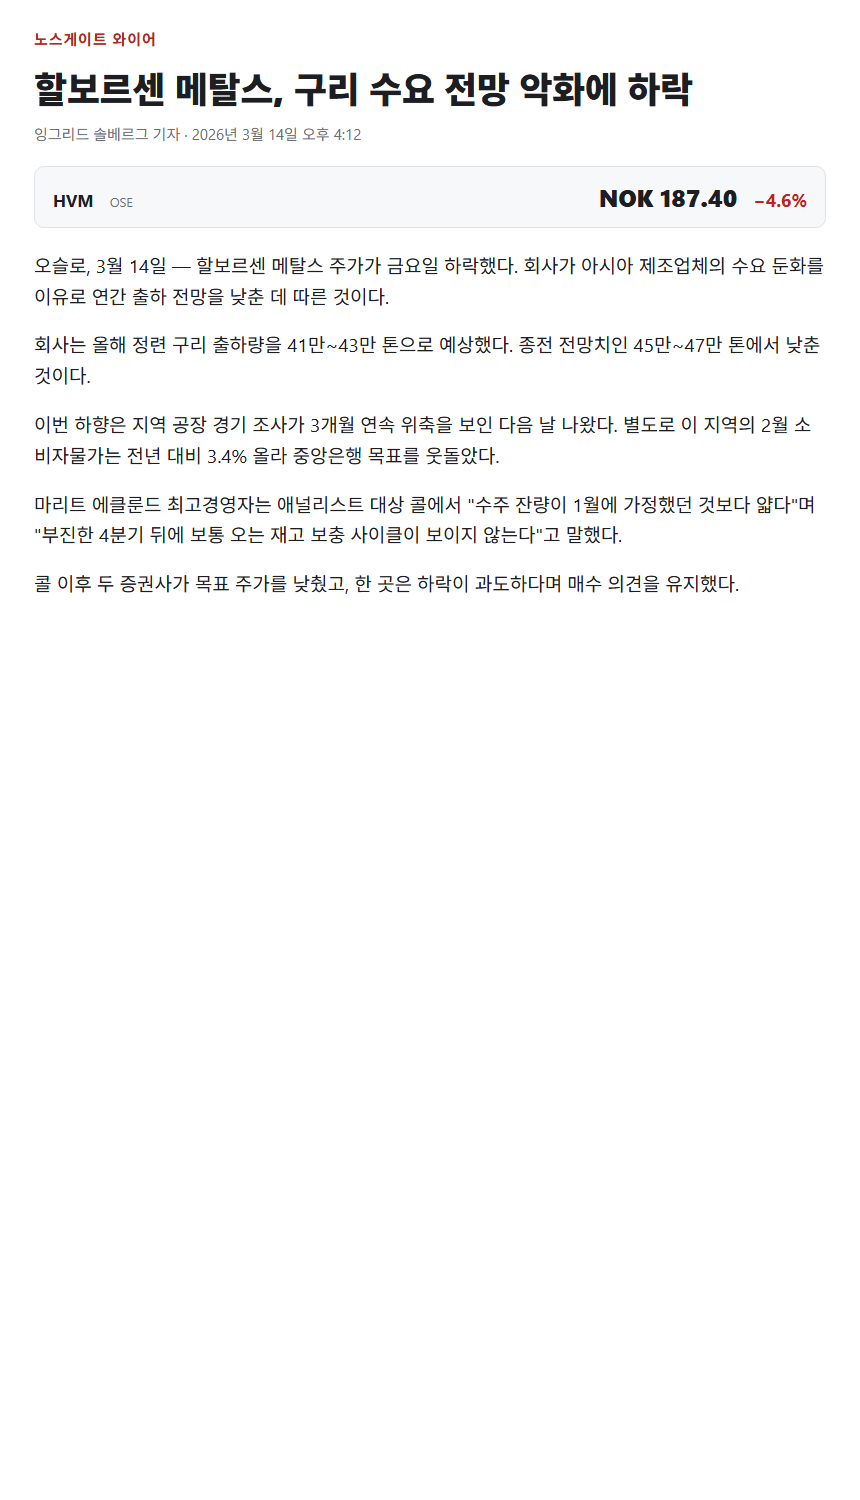 노스게이트 와이어
할보르센 메탈스, 구리 수요 전망 악화에 하락
잉그리드 솔베르그 기자 · 2026년 3월 14일 오후 4:12
HVM OSE NOK 187.40 −4.6%
오슬로, 3월 14일 — 할보르센 메탈스 주가가 금요일 하락했다. 회사가 아시아 제조업체의 수요 둔화를
이유로 연간 출하 전망을 낮춘 데 따른 것이다.
회사는 올해 정련 구리 출하량을 41만~43만 톤으로 예상했다. 종전 전망치인 45만~47만 톤에서 낮춘
것이다.
이번 하향은 지역 공장 경기 조사가 3개월 연속 위축을 보인 다음 날 나왔다. 별도로 이 지역의 2월 소
비자물가는 전년 대비 3.4% 올라 중앙은행 목표를 웃돌았다.
마리트 에클룬드 최고경영자는 애널리스트 대상 콜에서 "수주 잔량이 1월에 가정했던 것보다 얇다"며
"부진한 4분기 뒤에 보통 오는 재고 보충 사이클이 보이지 않는다"고 말했다.
콜 이후 두 증권사가 목표 주가를 낮췄고, 한 곳은 하락이 과도하다며 매수 의견을 유지했다.